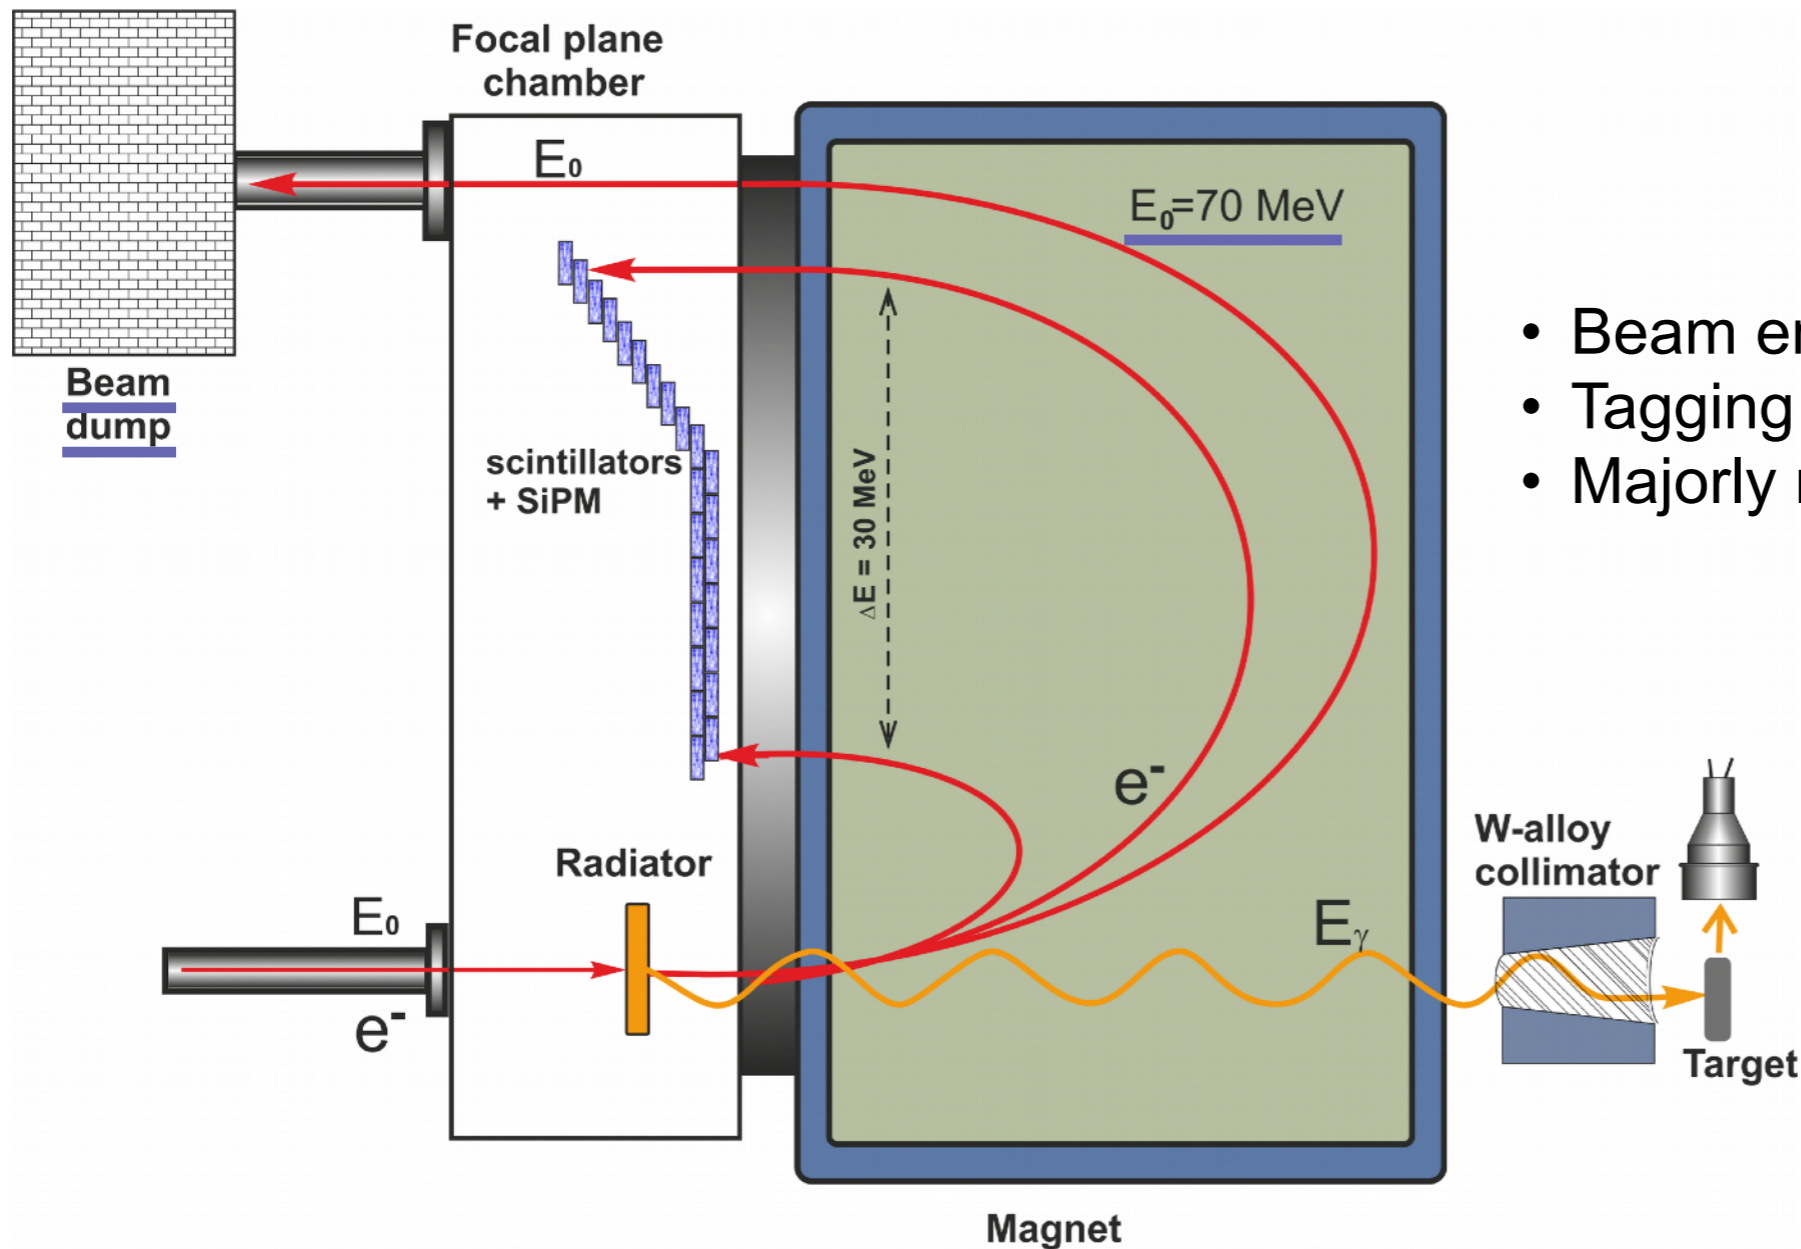 Focal plane
chamber
E₀
E₀=70 MeV
Beam
dump
scintillators
+ SiPM
ΔE = 30 MeV
• Beam
• Tagging
• Majorly
e⁻
Radiator
W-alloy
collimator
E₀
Eγ
e⁻
Target
Magnet